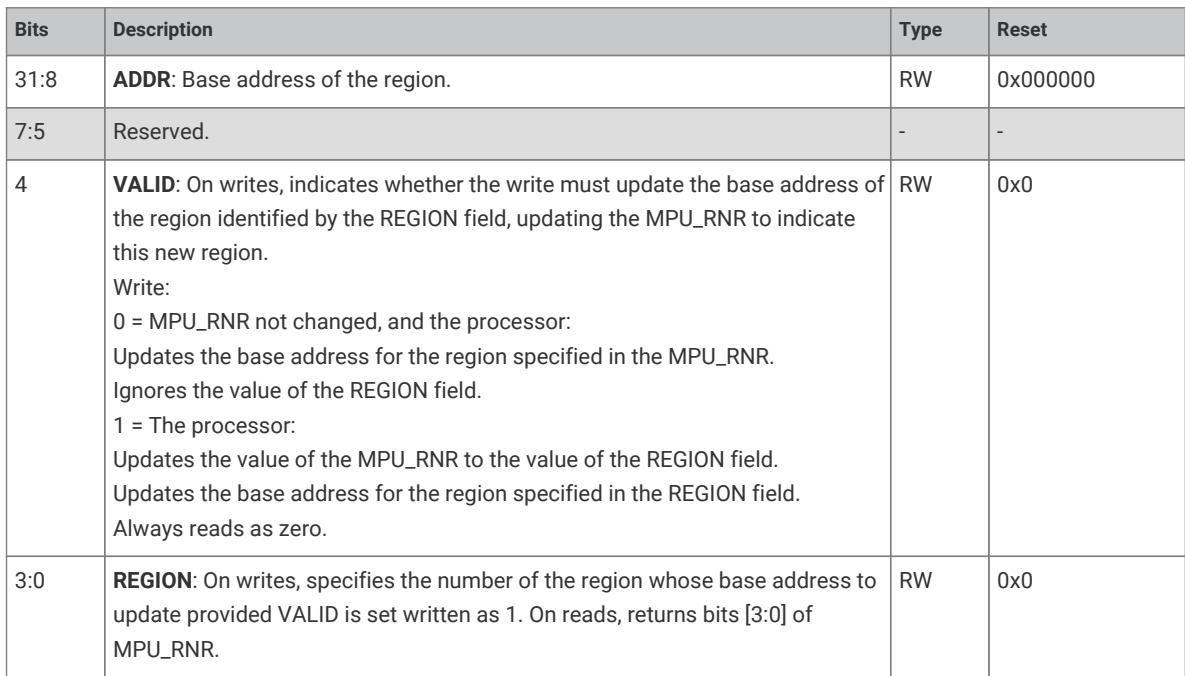 Bits Description Type Reset
31:8 ADDR: Base address of the region. RW 0x000000
7:5 Reserved. - -
4 VALID: On writes, indicates whether the write must update the base address of RW 0x0
the region identified by the REGION field, updating the MPU_RNR to indicate
this new region.
Write:
0 = MPU_RNR not changed, and the processor:
Updates the base address for the region specified in the MPU_RNR.
Ignores the value of the REGION field.
1 = The processor:
Updates the value of the MPU_RNR to the value of the REGION field.
Updates the base address for the region specified in the REGION field.
Always reads as zero.
3:0 REGION: On writes, specifies the number of the region whose base address to RW 0x0
update provided VALID is set written as 1. On reads, returns bits [3:0] of
MPU_RNR.